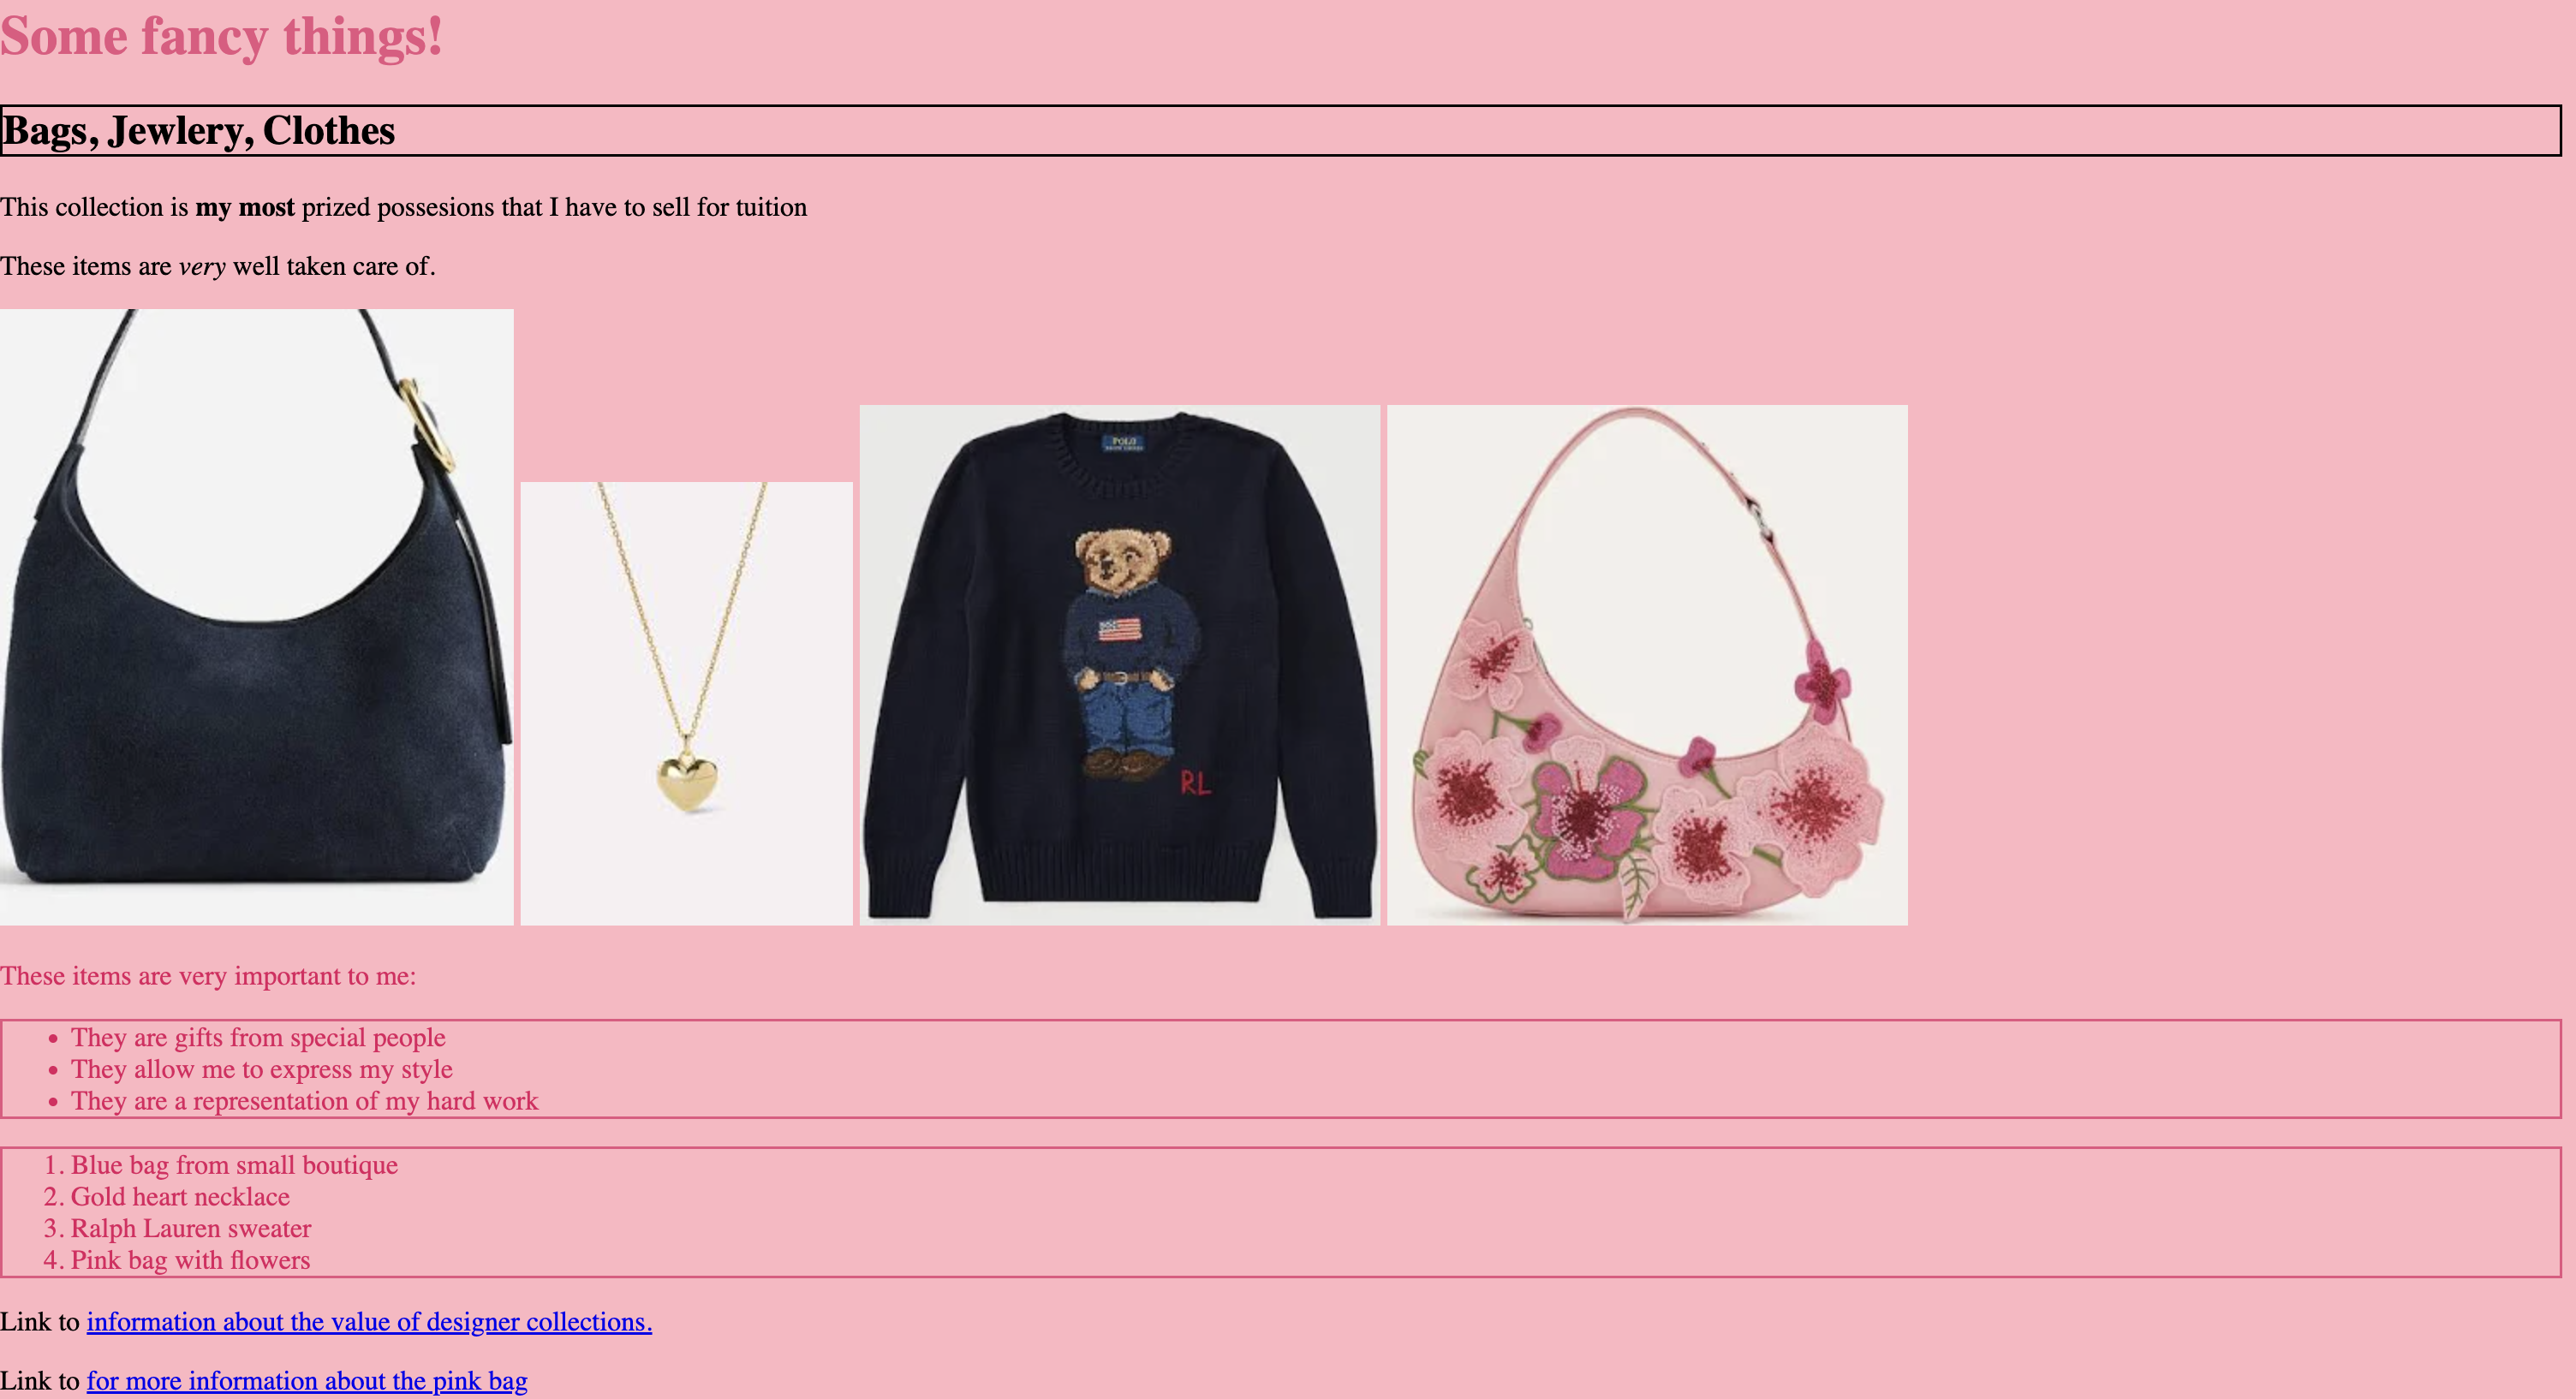 Some fancy things!
Bags, Jewlery, Clothes
This collection is my most prized possesions that I have to sell for tuition
These items are very well taken care of.
POLO
RL
These items are very important to me:
They are gifts from special people
They allow me to express my style
They are a representation of my hard work
1. Blue bag from small boutique
2. Gold heart necklace
3. Ralph Lauren sweater
4. Pink bag with flowers
Link to information about the value of designer collections.
Link to for more information about the pink bag